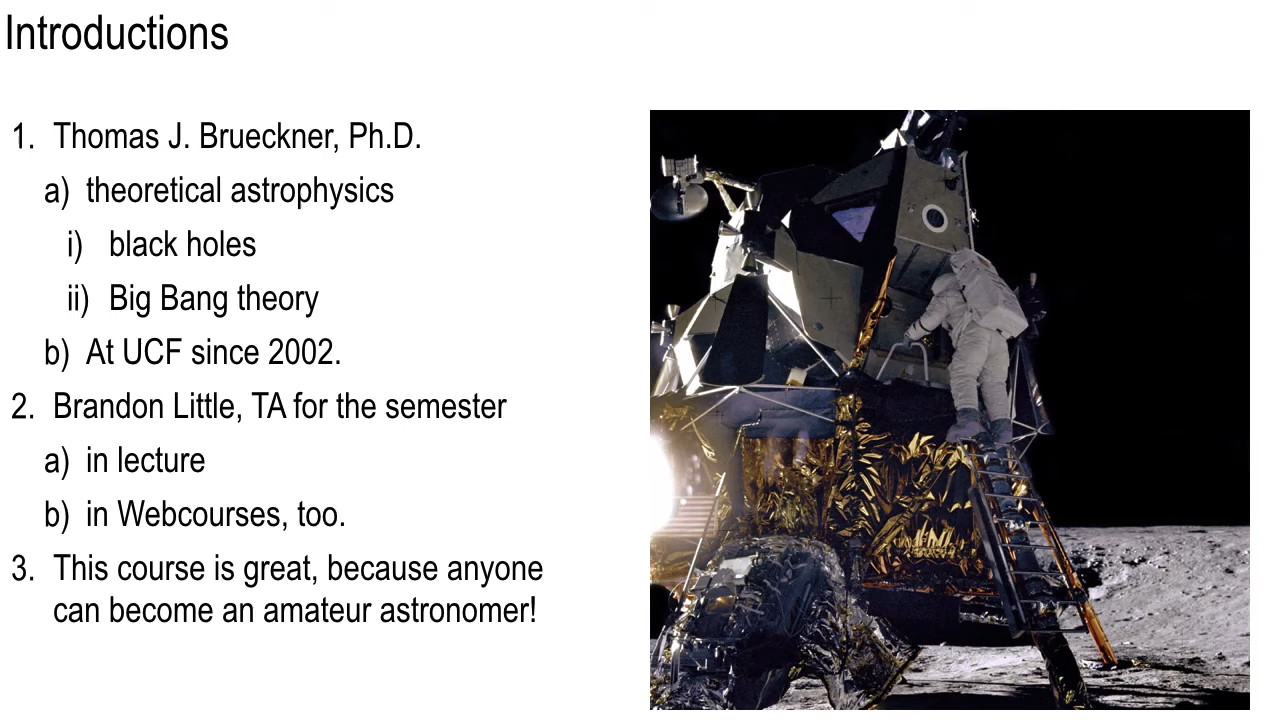 Introductions
1. Thomas J. Brueckner, Ph.D.
a) theoretical astrophysics
i) black holes
ii) Big Bang theory
b) At UCF since 2002.
2. Brandon Little, TA for the semester
a) in lecture
b) in Webcourses, too.
3. This course is great, because anyone
can become an amateur astronomer!